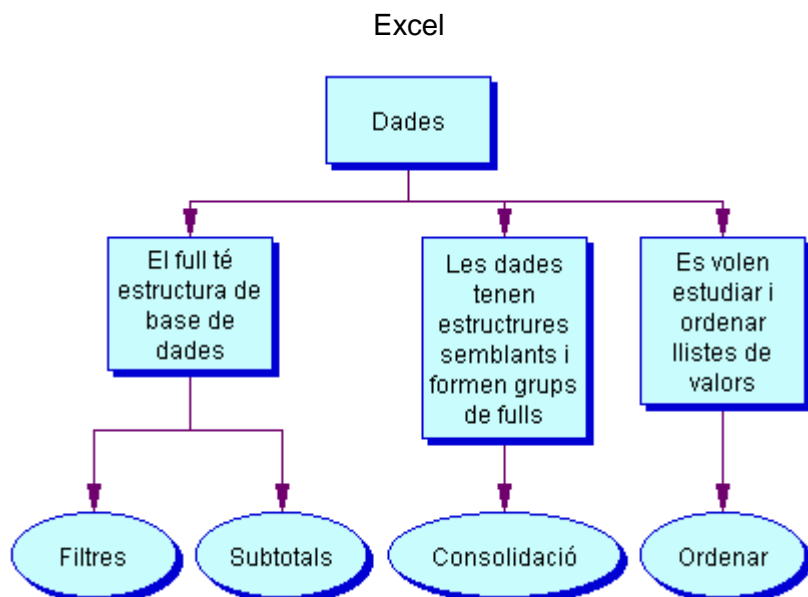 Excel
Dades
El full té
estructura de
base de
dades
Les dades
tenen
estructrures
semblants i
formen grups
de fulls
Es volen
estudiar i
ordenar
llistes de
valors
Filtres
Subtotals
Consolidació
Ordenar